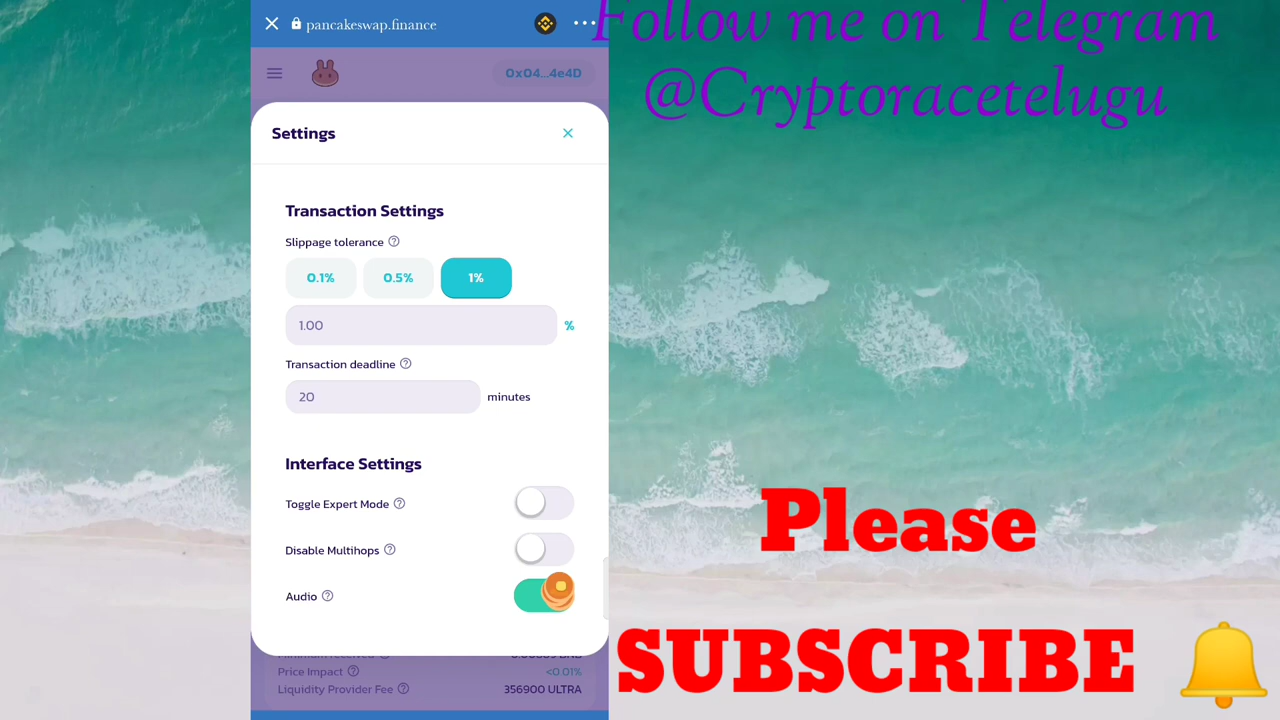 pancakeswap.finance
0x04...4e4D
Settings
Transaction Settings
Slippage tolerance
0.1% 0.5% 1%
1.00 %
Transaction deadline
20 minutes
Interface Settings
Toggle Expert Mode
Disable Multihops
Audio
Price Impact <0.01%
Liquidity Provider Fee 356900 ULTRA
Follow me on Telegram
@Cryptoracetelugu
Please
SUBSCRIBE